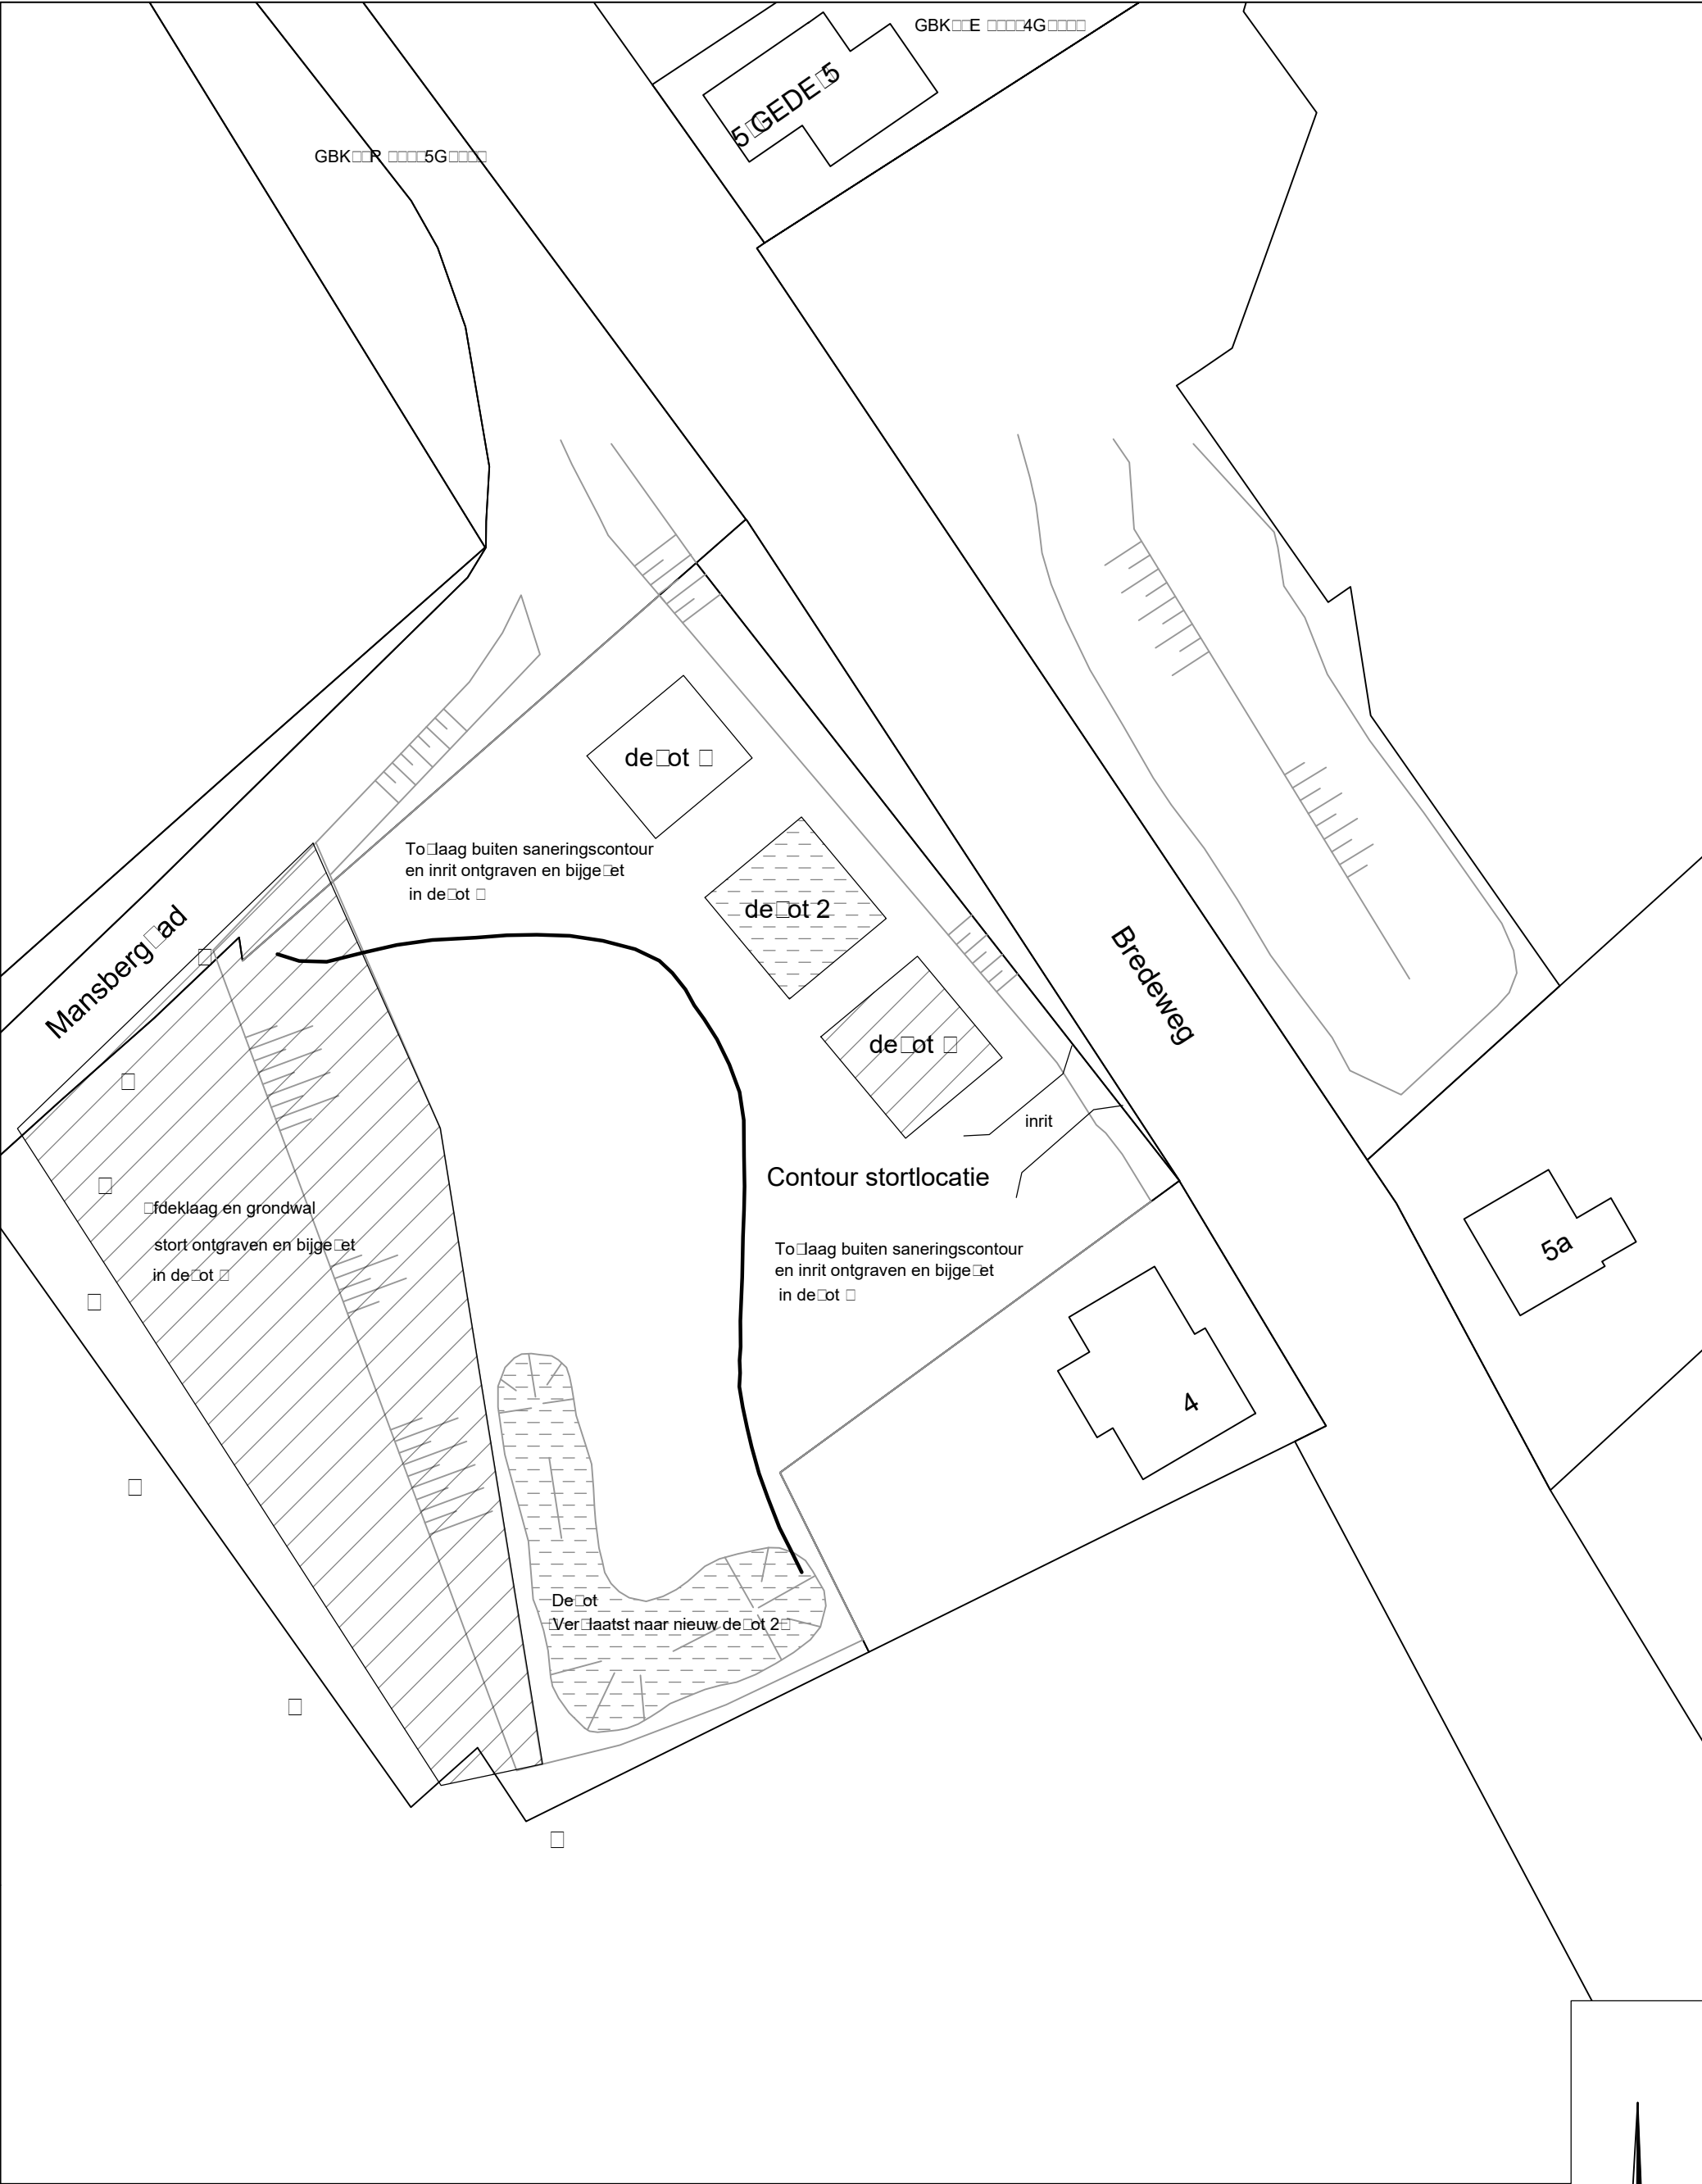 GBK□□E □□□□4G□□□□
5□GEDE□5
GBK□□P □□□□5G□□□□
de□ot □
To□laag buiten saneringscontour
en inrit ontgraven en bijge□et
in de□ot □
de□ot 2
Mansberg□ad
Bredeweg
de□ot □
inrit
Contour stortlocatie
□fdeklaag en grondwal
stort ontgraven en bijge□et
in de□ot □
To□laag buiten saneringscontour
en inrit ontgraven en bijge□et
in de□ot □
5a
4
De□ot
□Ver□laatst naar nieuw de□ot 2□